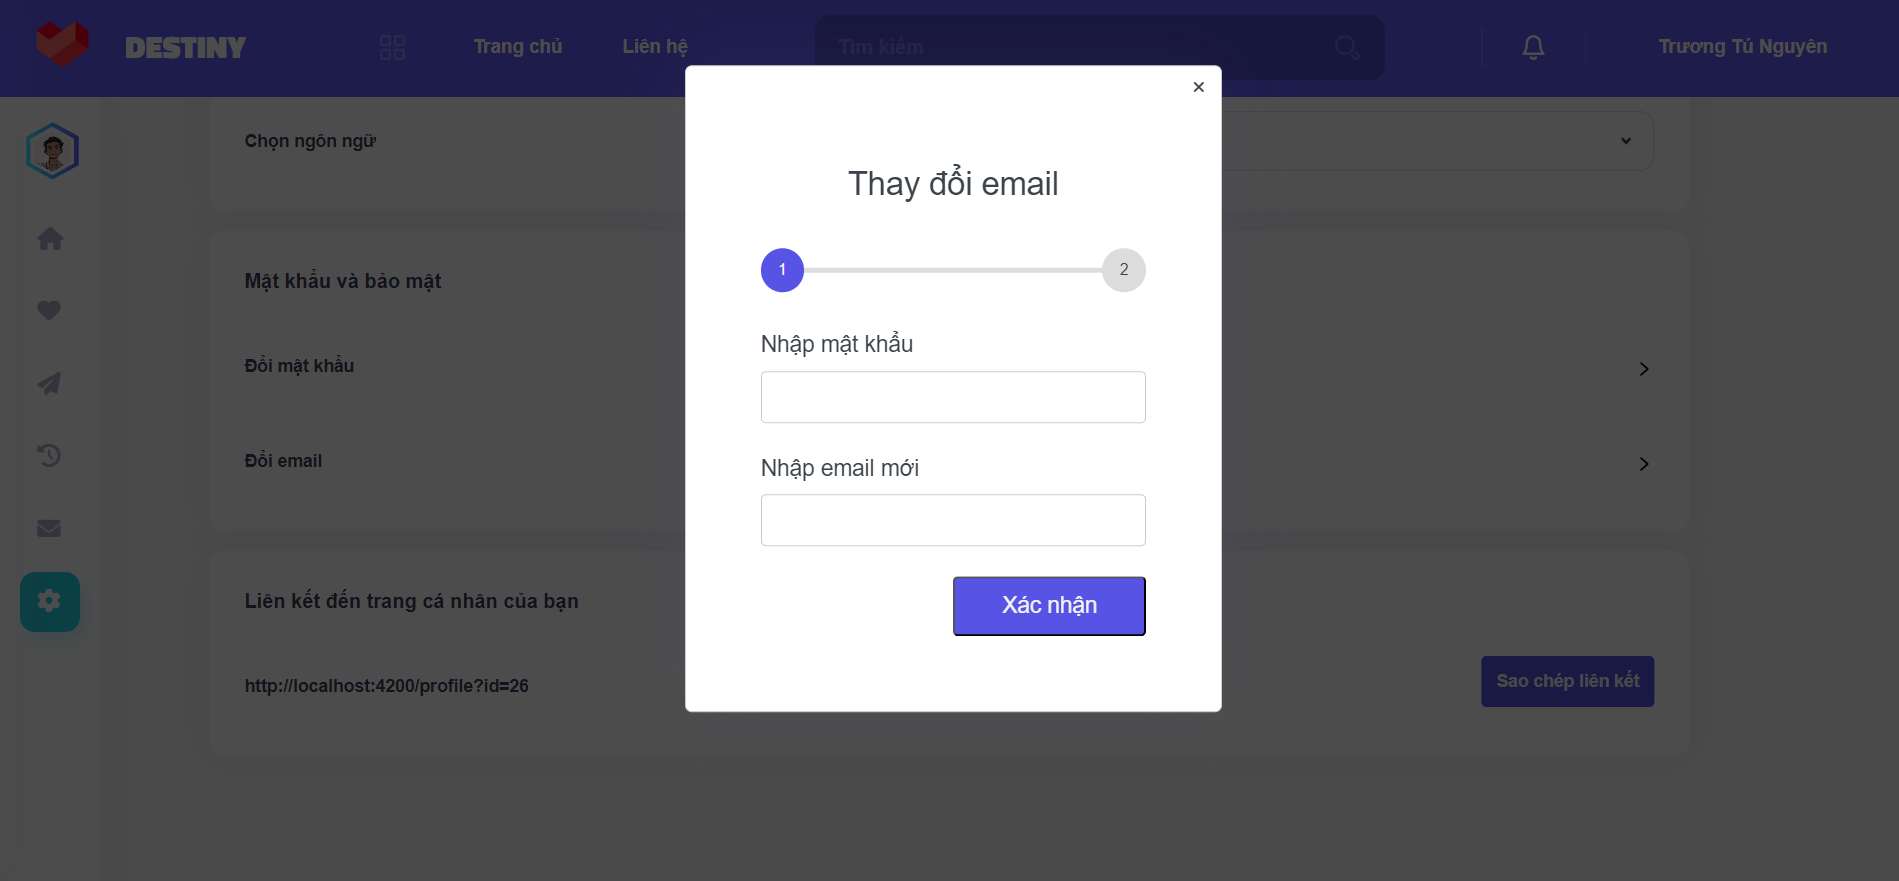 DESTINY
Trang chủ
Liên hệ
Tìm kiếm
Trương Tú Nguyên
Chọn ngôn ngữ
Mật khẩu và bảo mật
Đổi mật khẩu
Đổi email
Liên kết đến trang cá nhân của bạn
http://localhost:4200/profile?id=26
Sao chép liên kết
×
Thay đổi email
1
2
Nhập mật khẩu
Nhập email mới
Xác nhận